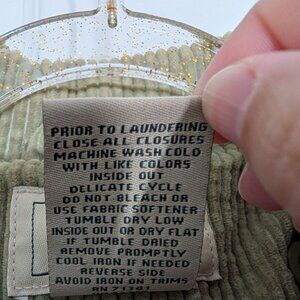 PRIOR TO LAUNDERING
CLOSE ALL CLOSURES
MACHINE WASH COLD
WITH LIKE COLORS
INSIDE OUT
DELICATE CYCLE
DO NOT BLEACH OR
USE FABRIC SOFTENER
TUMBLE DRY LOW
INSIDE OUT OR DRY FLAT
IF TUMBLE DRIED
REMOVE PROMPTLY
COOL IRON IF NEEDED
REVERSE SIDE
AVOID IRON ON TRIMS
RN 71341